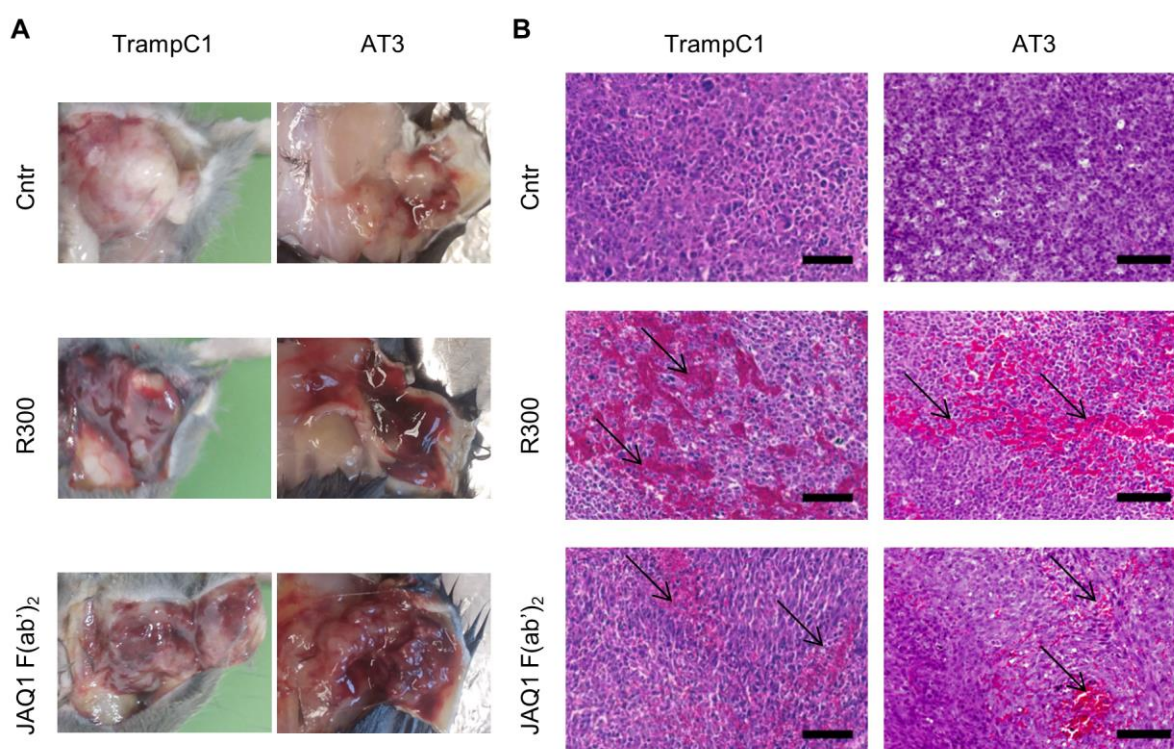 A
TrampC1 AT3
Cntr
R300
JAQ1 F(ab')₂
B
TrampC1 AT3
Cntr
R300
JAQ1 F(ab')₂